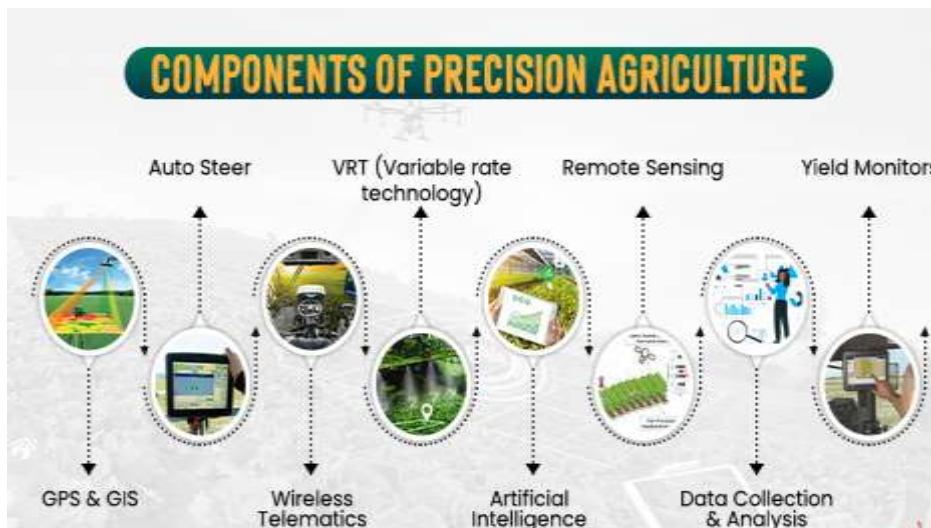 COMPONENTS OF PRECISION AGRICULTURE
Auto Steer
VRT (Variable rate
technology)
Remote Sensing
Yield Monitors
GPS & GIS
Wireless
Telematics
Artificial
Intelligence
Data Collection
& Analysis